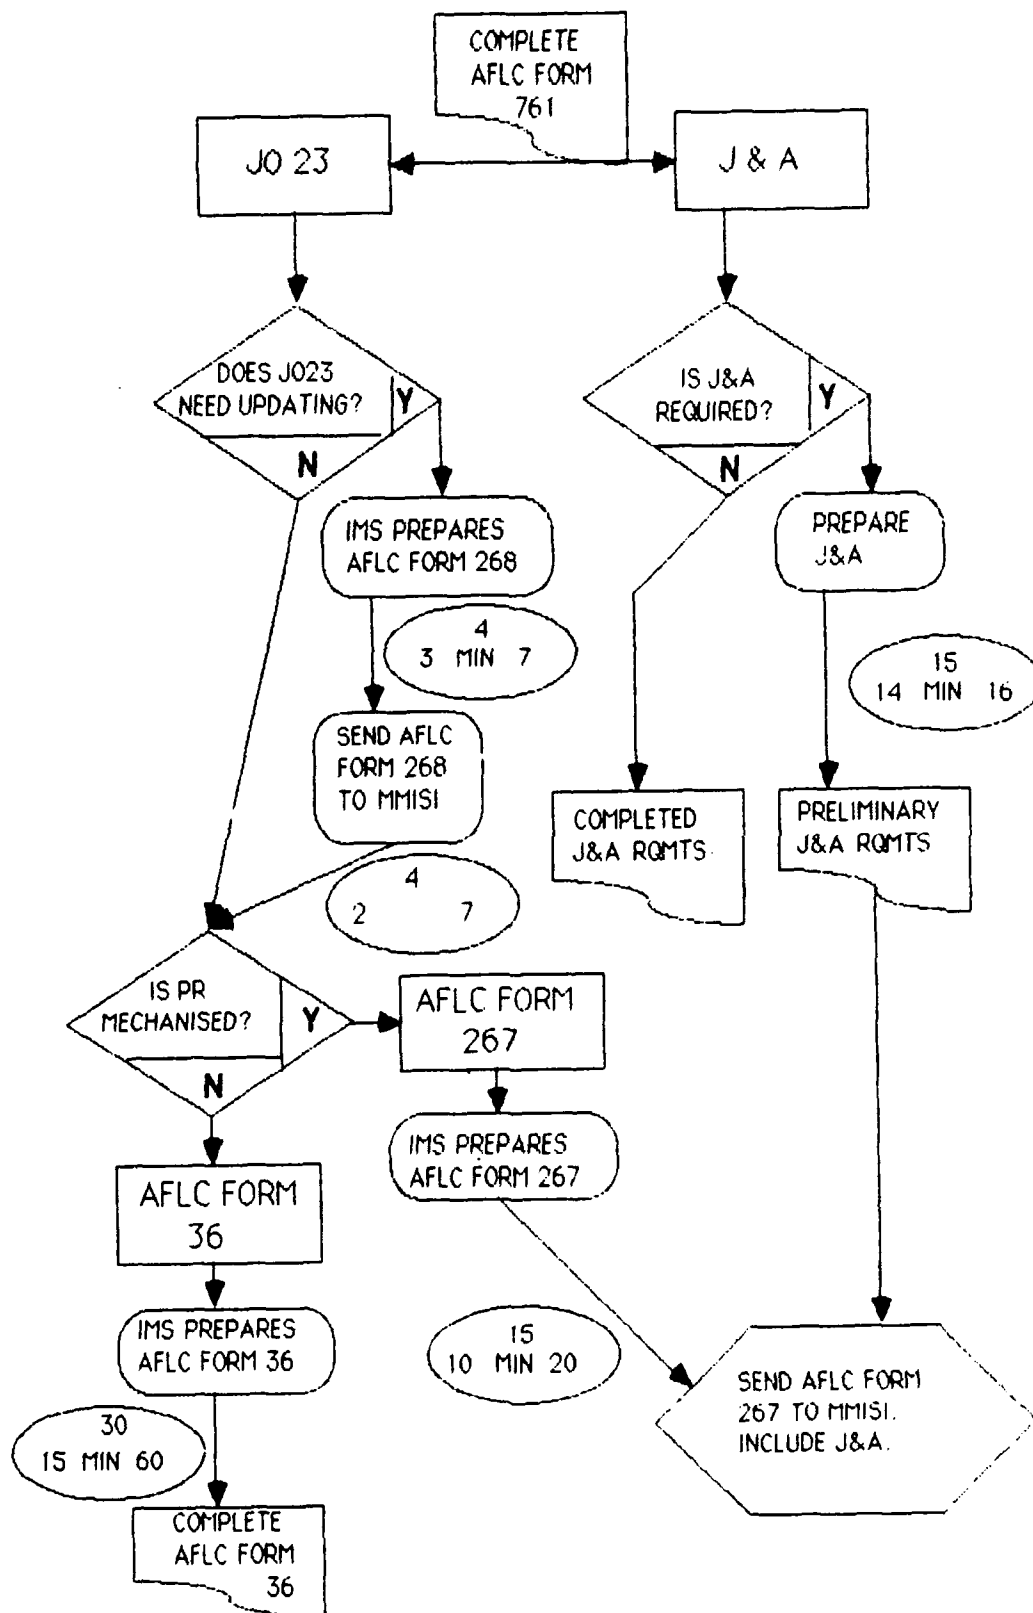 COMPLETE
AFLC FORM
761
JO 23
J & A
DOES JO23
NEED UPDATING?
Y
N
IS J&A
REQUIRED?
Y
N
IMS PREPARES
AFLC FORM 268
PREPARE
J&A
4
3 MIN 7
15
14 MIN 16
SEND AFLC
FORM 268
TO MMISI
COMPLETED
J&A RQMTS
PRELIMINARY
J&A RQMTS
4
2 7
IS PR
MECHANISED?
Y
N
AFLC FORM
267
IMS PREPARES
AFLC FORM 267
AFLC FORM
36
IMS PREPARES
AFLC FORM 36
15
10 MIN 20
SEND AFLC FORM
267 TO MMISI.
INCLUDE J&A.
30
15 MIN 60
COMPLETE
AFLC FORM
36